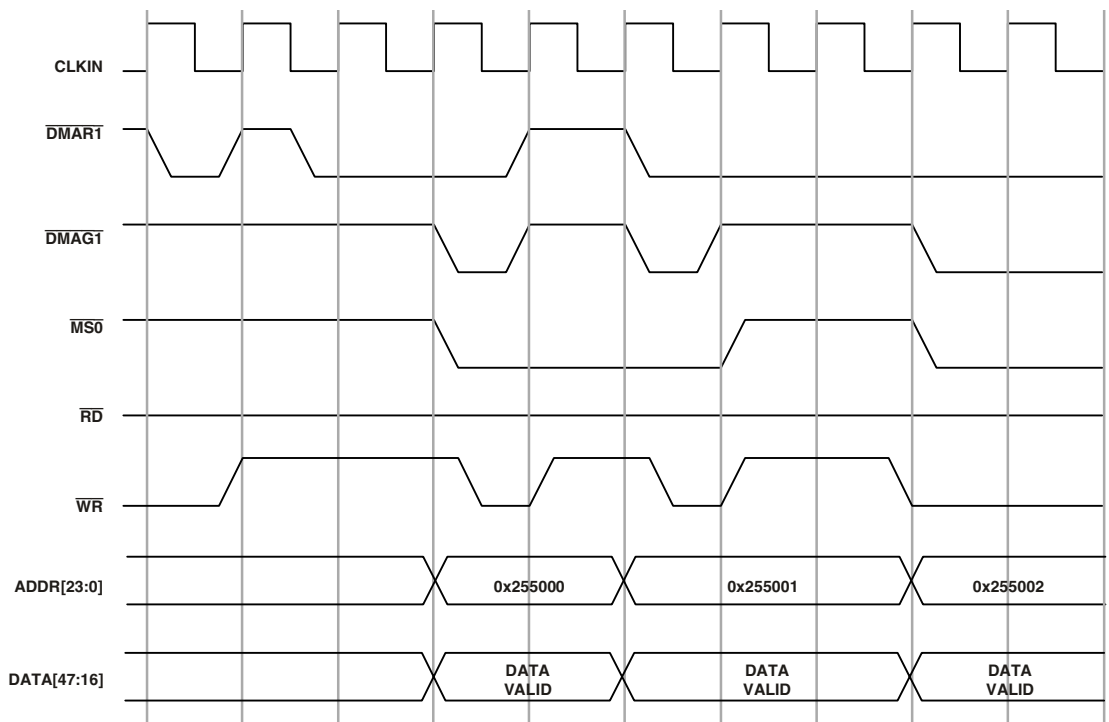 CLKIN
DMAR1
DMAG1
MS0
RD
WR
ADDR[23:0]
0x255000
0x255001
0x255002
DATA[47:16]
DATA
VALID
DATA
VALID
DATA
VALID